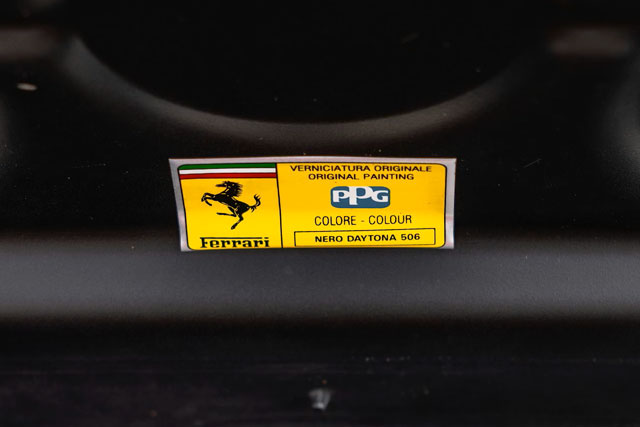 VERNICIATURA ORIGINALE
ORIGINAL PAINTING
PPG
COLORE - COLOUR
NERO DAYTONA 506
Ferrari